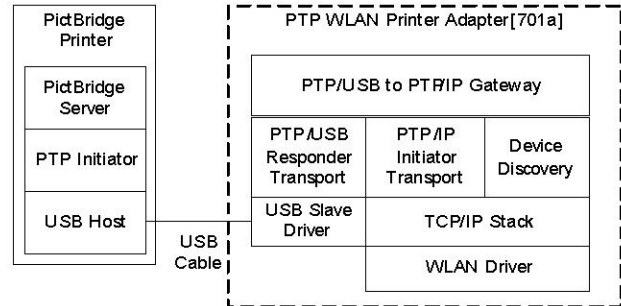 PictBridge
Printer
PictBridge
Server
PTP Initiator
USB Host
USB
Cable
PTP WLAN Printer Adapter[701a]
PTP/USB to PTP/IP Gateway
PTP/USB
Responder
Transport
PTP/IP
Initiator
Transport
Device
Discovery
USB Slave
Driver
TCP/IP Stack
WLAN Driver